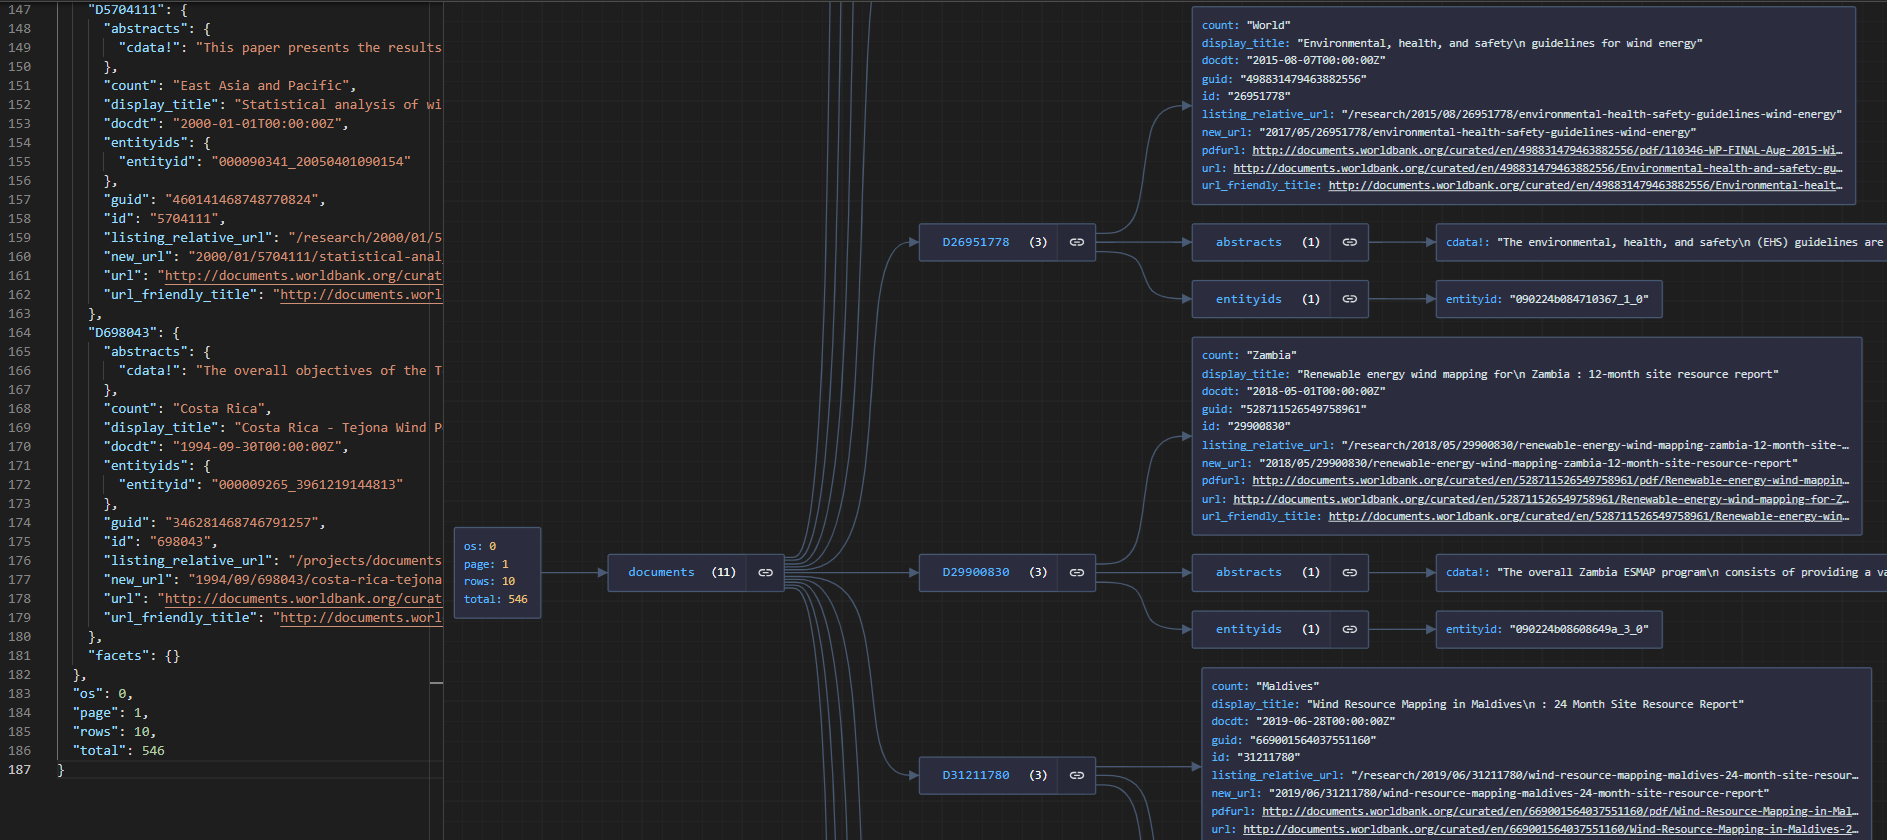 147 "D5704111": {
148 "abstracts": {
149 "cdata!": "This paper presents the results
150 },
151 "count": "East Asia and Pacific",
152 "display_title": "Statistical analysis of wi
153 "docdt": "2000-01-01T00:00:00Z",
154 "entityids": {
155 "entityid": "000090341_20050401090154"
156 },
157 "guid": "460141468748770824",
158 "id": "5704111",
159 "listing_relative_url": "/research/2000/01/5
160 "new_url": "2000/01/5704111/statistical-anal
161 "url": "http://documents.worldbank.org/curat
162 "url_friendly_title": "http://documents.worl
163 },
164 "D698043": {
165 "abstracts": {
166 "cdata!": "The overall objectives of the T
167 },
168 "count": "Costa Rica",
169 "display_title": "Costa Rica - Tejona Wind P
170 "docdt": "1994-09-30T00:00:00Z",
171 "entityids": {
172 "entityid": "000009265_3961219144813"
173 },
174 "guid": "346281468746791257",
175 "id": "698043",
176 "listing_relative_url": "/projects/documents
177 "new_url": "1994/09/698043/costa-rica-tejona
178 "url": "http://documents.worldbank.org/curat
179 "url_friendly_title": "http://documents.worl
180 },
181 "facets": {}
182 },
183 "os": 0,
184 "page": 1,
185 "rows": 10,
186 "total": 546
187 }
os: 0
page: 1
rows: 10
total: 546
documents (11)
D26951778 (3)
count: "World"
display_title: "Environmental, health, and safety\n guidelines for wind energy"
docdt: "2015-08-07T00:00:00Z"
guid: "498831479463882556"
id: "26951778"
listing_relative_url: "/research/2015/08/26951778/environmental-health-safety-guidelines-wind-energy"
new_url: "2017/05/26951778/environmental-health-safety-guidelines-wind-energy"
pdfurl: http://documents.worldbank.org/curated/en/498831479463882556/pdf/110346-WP-FINAL-Aug-2015-Wi…
url: http://documents.worldbank.org/curated/en/498831479463882556/Environmental-health-and-safety-gu…
url_friendly_title: http://documents.worldbank.org/curated/en/498831479463882556/Environmental-healt…
abstracts (1)
cdata!: "The environmental, health, and safety\n (EHS) guidelines are
entityids (1)
entityid: "090224b084710367_1_0"
D29900830 (3)
count: "Zambia"
display_title: "Renewable energy wind mapping for\n Zambia : 12-month site resource report"
docdt: "2018-05-01T00:00:00Z"
guid: "528711526549758961"
id: "29900830"
listing_relative_url: "/research/2018/05/29900830/renewable-energy-wind-mapping-zambia-12-month-site-…
new_url: "2018/05/29900830/renewable-energy-wind-mapping-zambia-12-month-site-resource-report"
pdfurl: http://documents.worldbank.org/curated/en/528711526549758961/pdf/Renewable-energy-wind-mappin…
url: http://documents.worldbank.org/curated/en/528711526549758961/Renewable-energy-wind-mapping-for-Z…
url_friendly_title: http://documents.worldbank.org/curated/en/528711526549758961/Renewable-energy-win…
abstracts (1)
cdata!: "The overall Zambia ESMAP program\n consists of providing a va
entityids (1)
entityid: "090224b08608649a_3_0"
D31211780 (3)
count: "Maldives"
display_title: "Wind Resource Mapping in Maldives\n : 24 Month Site Resource Report"
docdt: "2019-06-28T00:00:00Z"
guid: "669001564037551160"
id: "31211780"
listing_relative_url: "/research/2019/06/31211780/wind-resource-mapping-maldives-24-month-site-resour…
new_url: "2019/06/31211780/wind-resource-mapping-maldives-24-month-site-resource-report"
pdfurl: http://documents.worldbank.org/curated/en/669001564037551160/pdf/Wind-Resource-Mapping-in-Mal…
url: http://documents.worldbank.org/curated/en/669001564037551160/Wind-Resource-Mapping-in-Maldives-2…